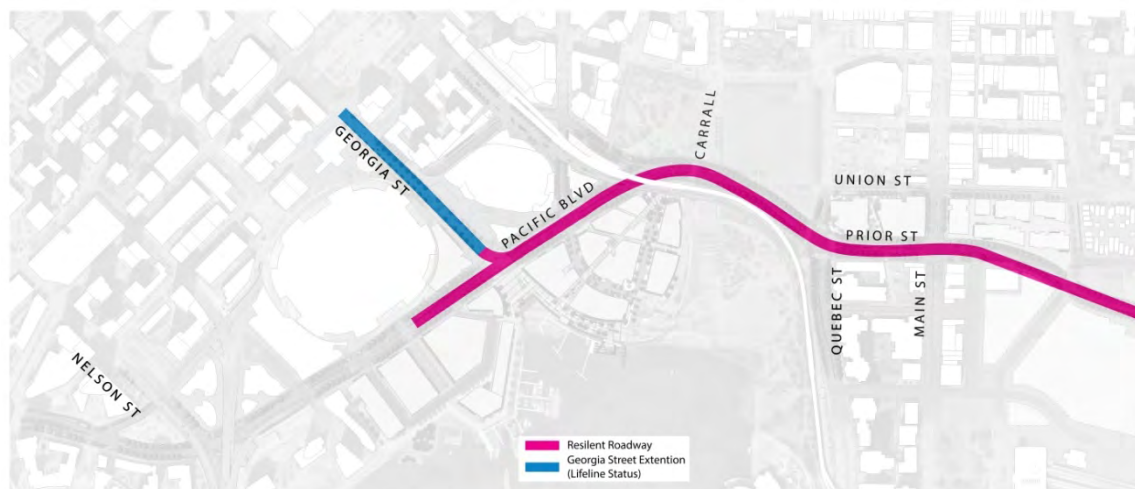 CARRALL
GEORGIA ST
UNION ST
PACIFIC BLVD
PRIOR ST
QUEBEC ST
MAIN ST
NELSON ST
Resilent Roadway
Georgia Street Extention
(Lifeline Status)